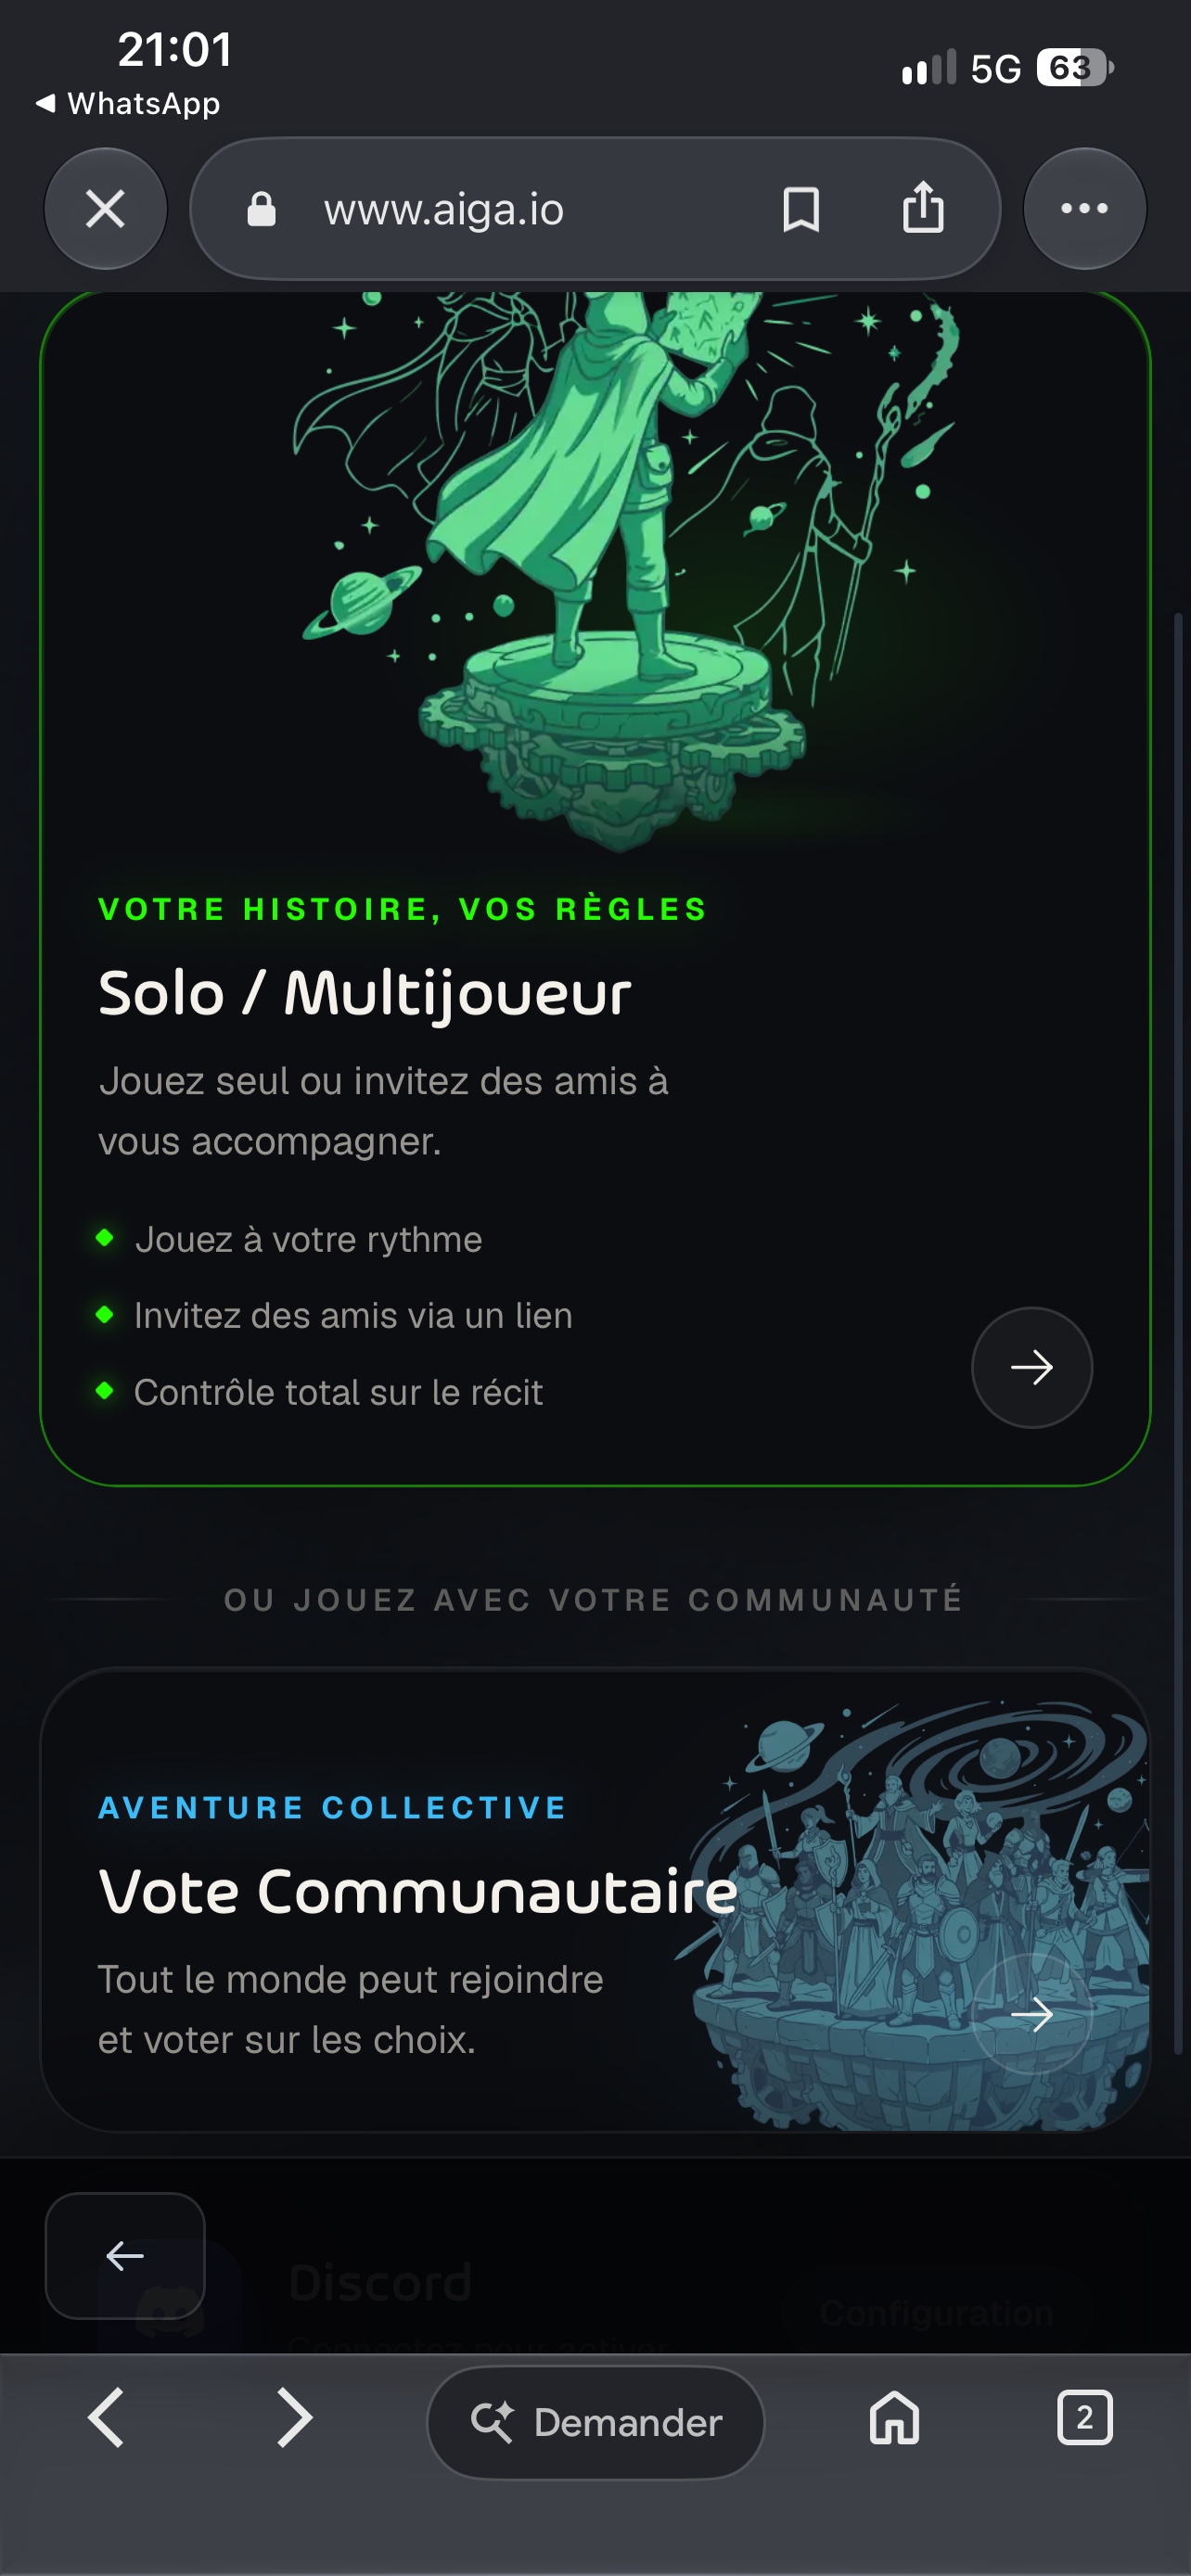 21:01
WhatsApp
5G
63
www.aiga.io
VOTRE HISTOIRE, VOS RÈGLES
Solo / Multijoueur
Jouez seul ou invitez des amis à
vous accompagner.
Jouez à votre rythme
Invitez des amis via un lien
Contrôle total sur le récit
OU JOUEZ AVEC VOTRE COMMUNAUTÉ
AVENTURE COLLECTIVE
Vote Communautaire
Tout le monde peut rejoindre
et voter sur les choix.
Discord
Configuration
Connectez pour activer
Demander
2